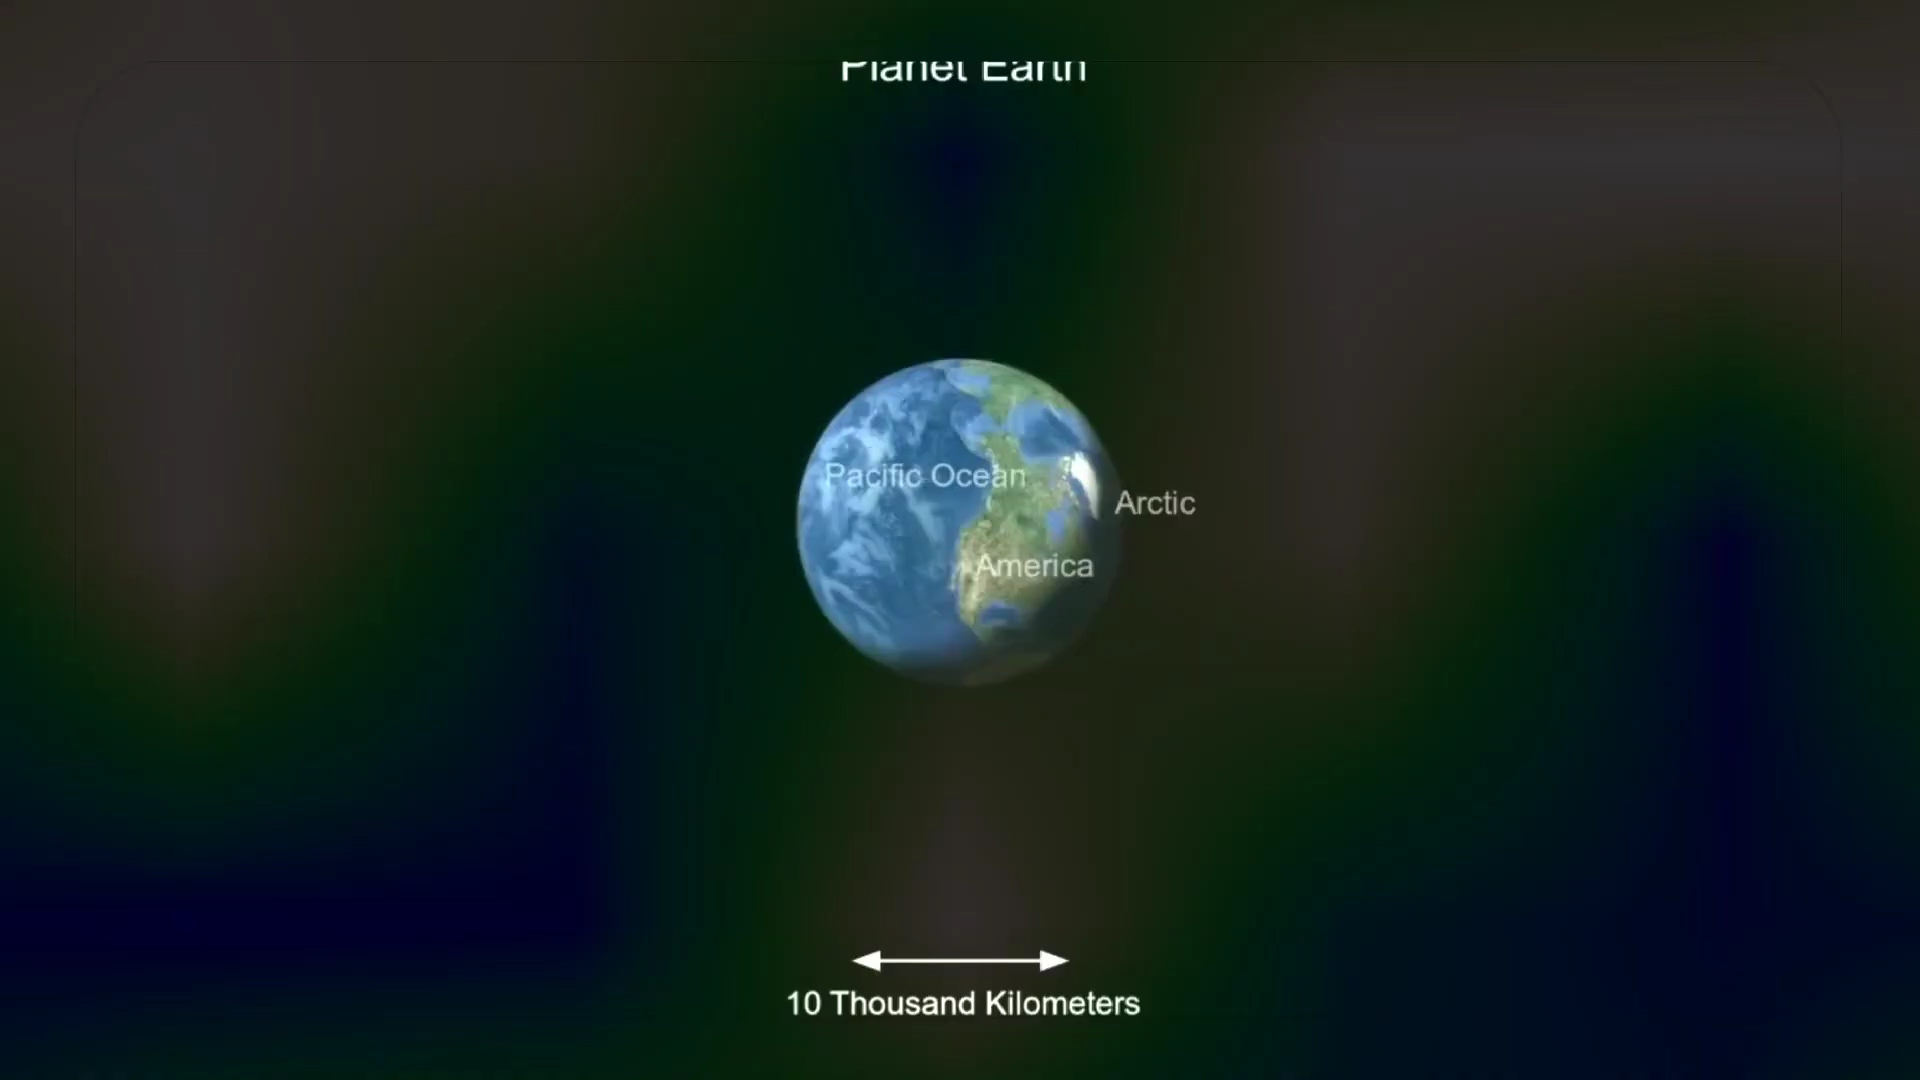 Planet Earth
Pacific Ocean
Arctic
America
10 Thousand Kilometers